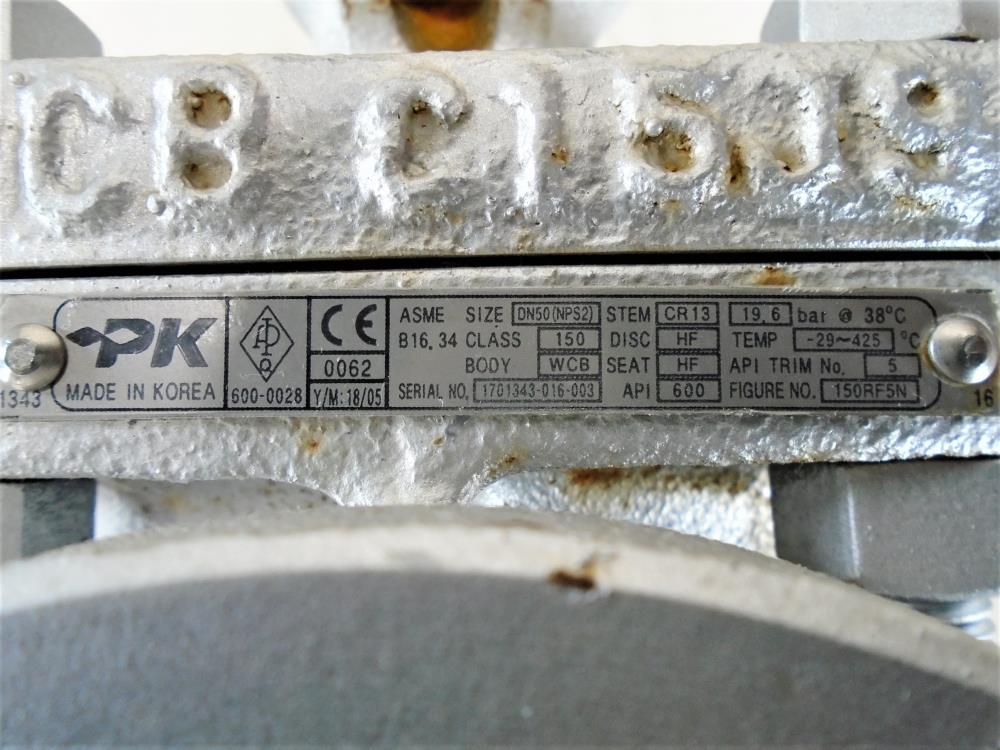 CB C15JR
PK
MADE IN KOREA
API
600-0028
CE
0062
Y/M:18/05
ASME SIZE DN50(NPS2) STEM CR13 19.6 bar @ 38°C
B16.34 CLASS 150 DISC HF TEMP -29~425 °C
BODY WCB SEAT HF API TRIM No. 5
SERIAL NO. 1701343-016-003 API 600 FIGURE NO. 150RF5N
1343
16